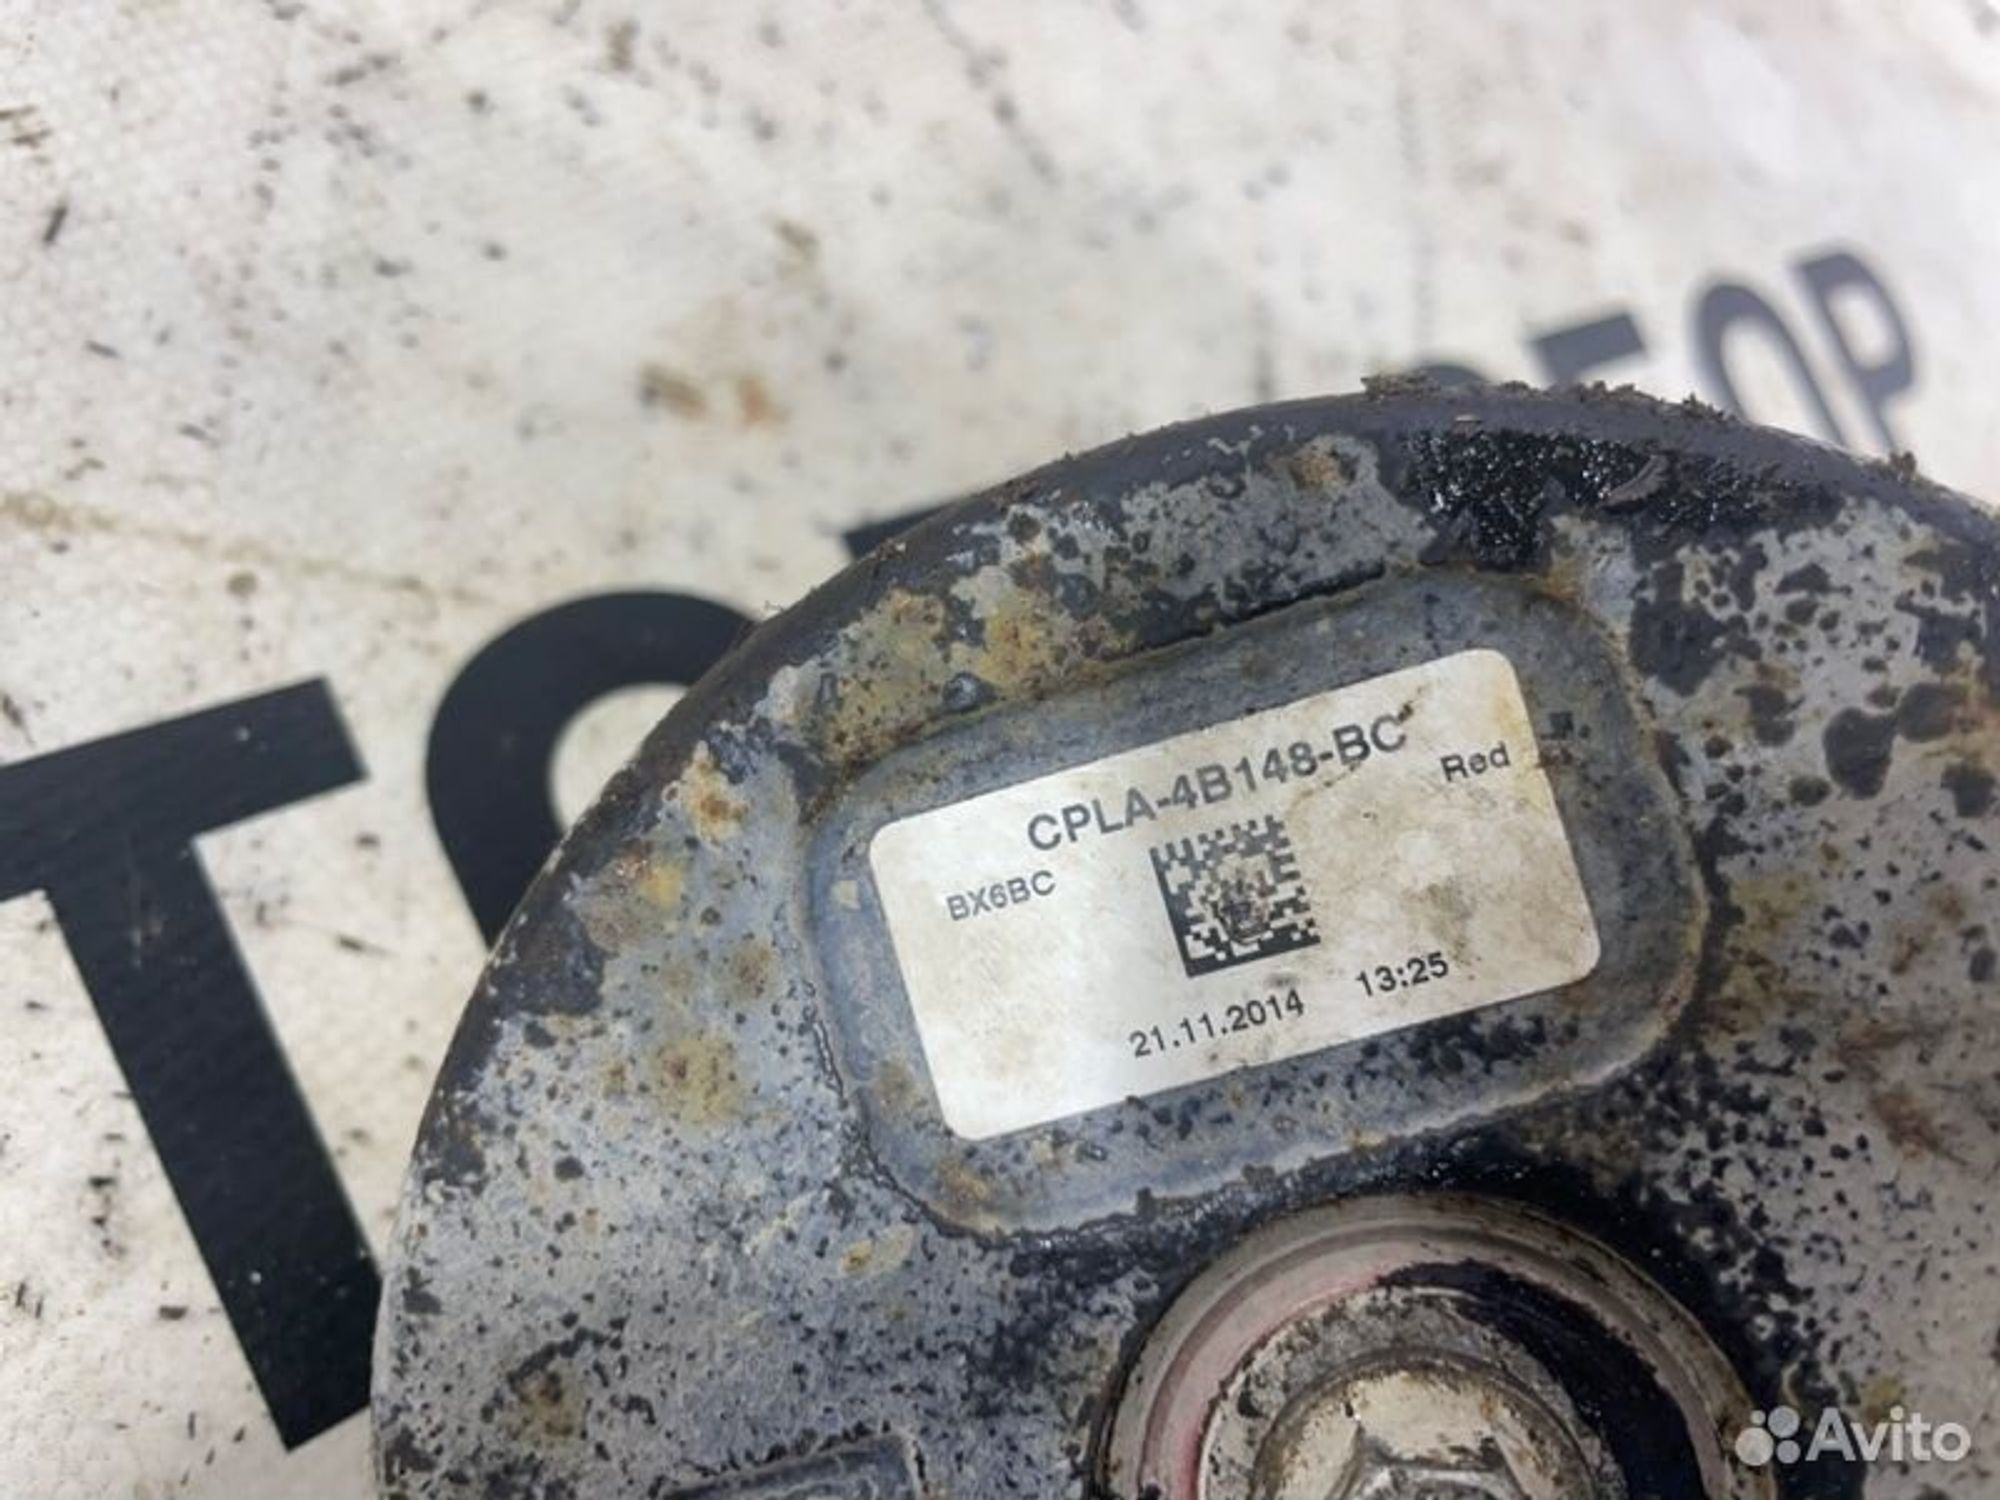 CPLA-4B148-BC
Red
BX6BC
21.11.2014 13:25
Avito